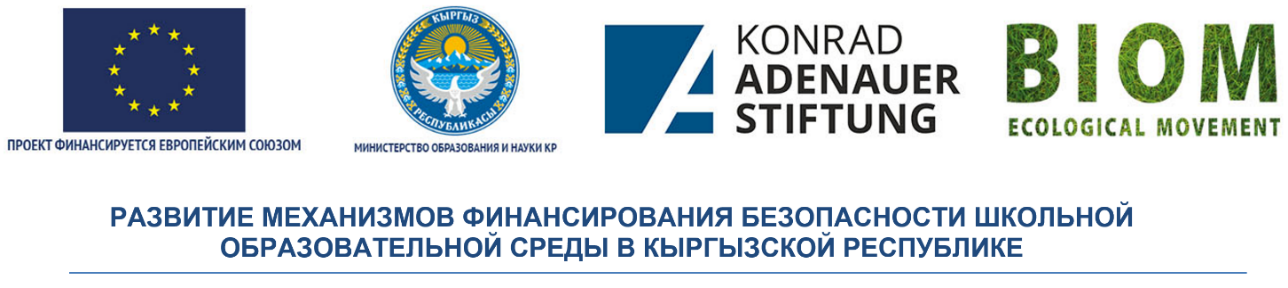 КЫРГЫЗ
РЕСПУБЛИКАСЫ
ПРОЕКТ ФИНАНСИРУЕТСЯ ЕВРОПЕЙСКИМ СОЮЗОМ
МИНИСТЕРСТВО ОБРАЗОВАНИЯ И НАУКИ КР
KONRAD
ADENAUER
STIFTUNG
BIOM
ECOLOGICAL MOVEMENT
РАЗВИТИЕ МЕХАНИЗМОВ ФИНАНСИРОВАНИЯ БЕЗОПАСНОСТИ ШКОЛЬНОЙ
ОБРАЗОВАТЕЛЬНОЙ СРЕДЫ В КЫРГЫЗСКОЙ РЕСПУБЛИКЕ